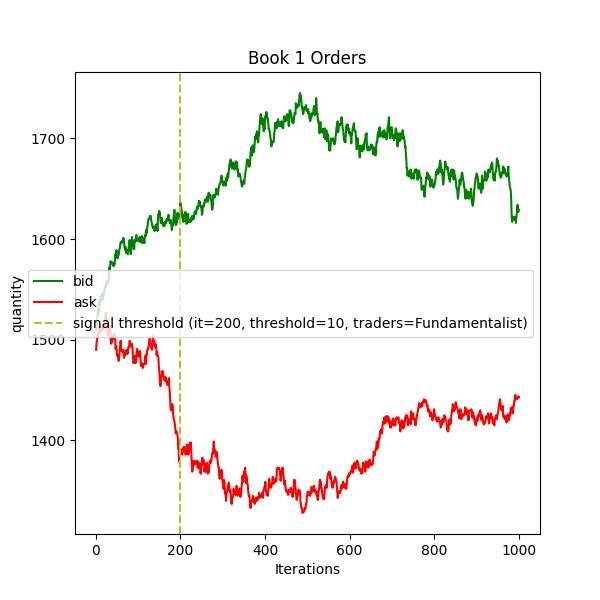 Book 1 Orders
1700
1600
1500
1400
quantity
bid
ask
signal threshold (it=200, threshold=10, traders=Fundamentalist)
0 200 400 600 800 1000
Iterations